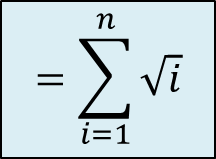 = ∑_{i=1}^{n} √i